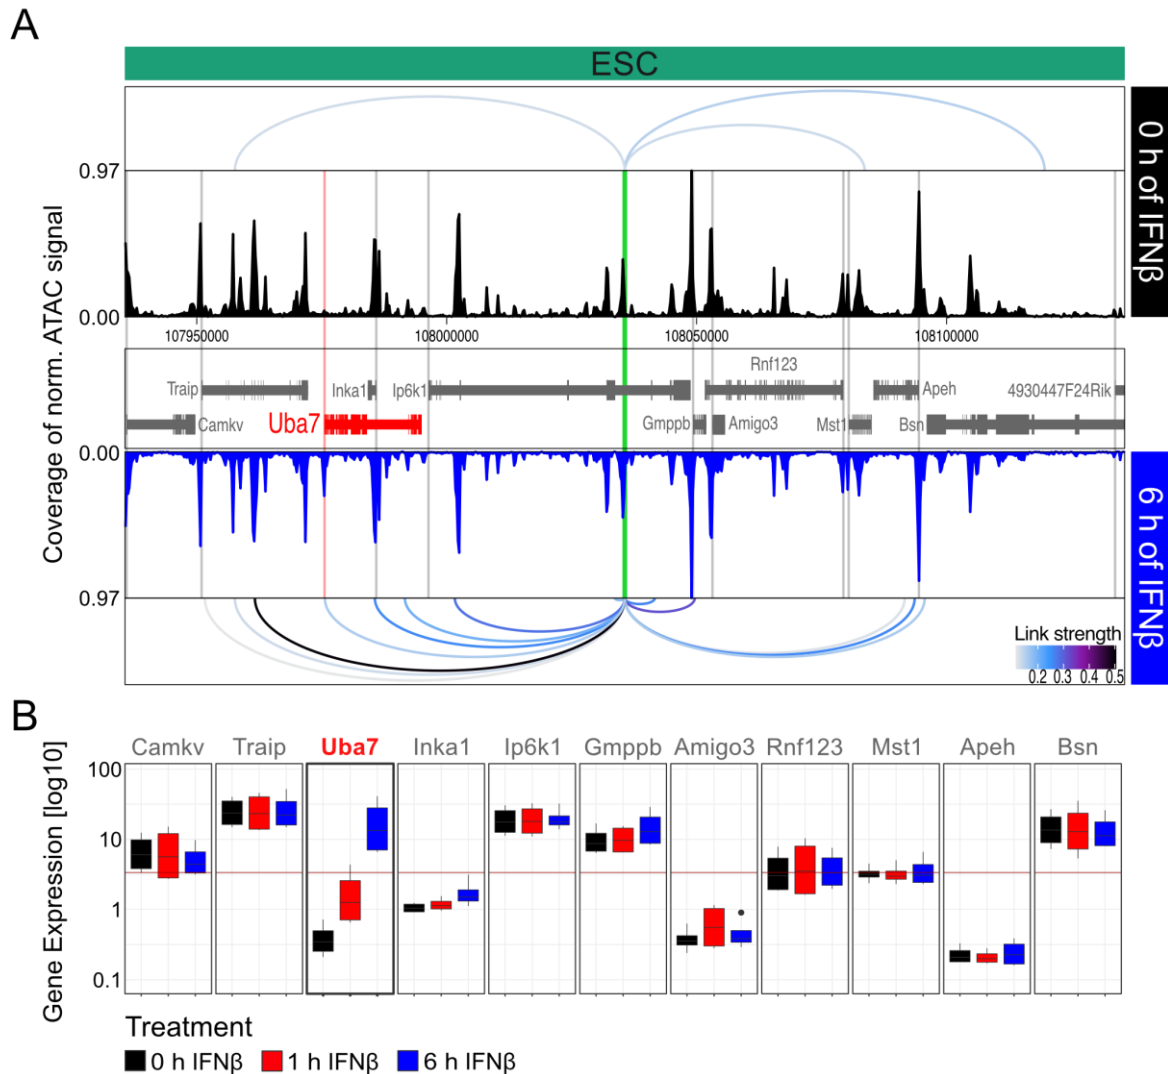 A
ESC
0 h of IFNβ
0.97
Coverage of norm. ATAC signal
0.00
107950000 108000000 108050000 108100000
Rnf123
Traip Inka1 Ip6k1 Apeh 4930447F24Rik
Camkv Uba7 Gmppb Amigo3 Mst1 Bsn
0.00
6 h of IFNβ
0.97
Link strength
0.2 0.3 0.4 0.5
B
Camkv Traip Uba7 Inka1 Ip6k1 Gmppb Amigo3 Rnf123 Mst1 Apeh Bsn
Gene Expression [log10]
100
10
1
0.1
Treatment
0 h IFNβ 1 h IFNβ 6 h IFNβ